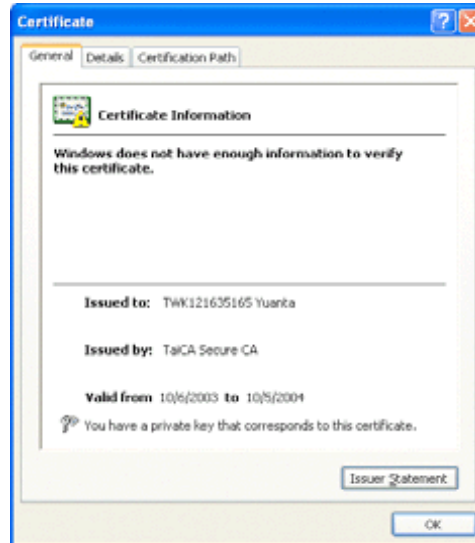 Certificate
General Details Certification Path
Certificate Information
Windows does not have enough information to verify
this certificate.
Issued to: TWK121635165 Yuanta
Issued by: TaiCA Secure CA
Valid from 10/6/2003 to 10/5/2004
You have a private key that corresponds to this certificate.
Issuer Statement
OK